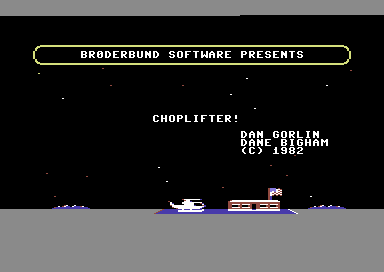 BRØDERBUND SOFTWARE PRESENTS
CHOPLIFTER!
DAN GORLIN
DANE BIGHAM
(C) 1982